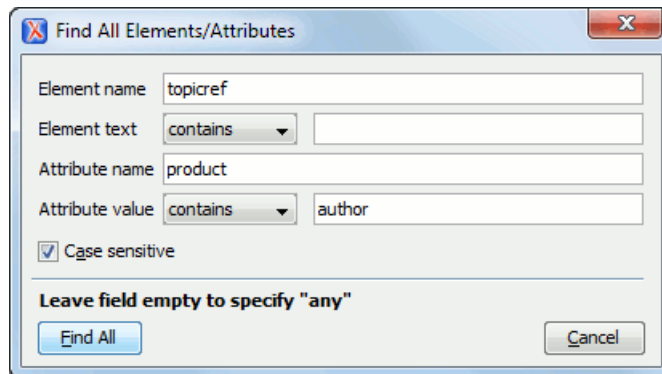 Find All Elements/Attributes
Element name topicref
Element text contains
Attribute name product
Attribute value contains author
Case sensitive
Leave field empty to specify "any"
Find All Cancel